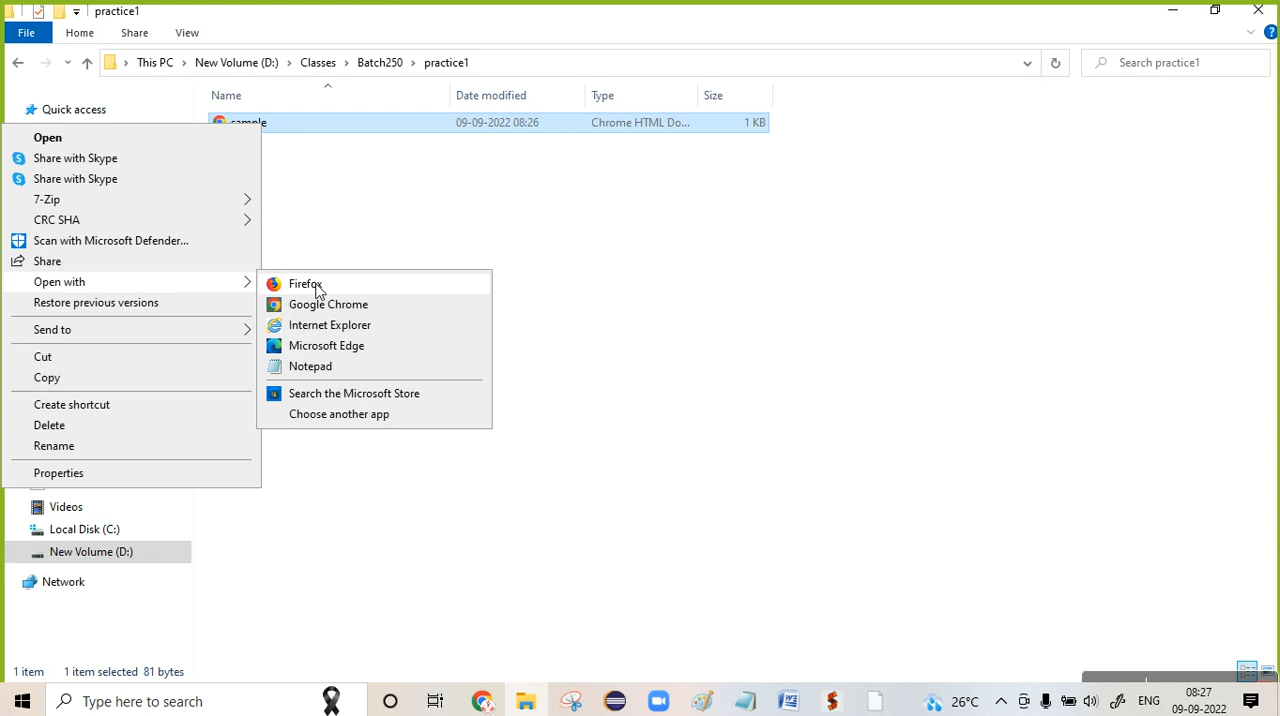 practice1
File Home Share View
This PC New Volume (D:) Classes Batch250 practice1 Search practice1
Name Date modified Type Size
Quick access
sample 09-09-2022 08:26 Chrome HTML Do... 1 KB
Open
Share with Skype
Share with Skype
7-Zip
CRC SHA
Scan with Microsoft Defender...
Share
Open with
Restore previous versions
Send to
Cut
Copy
Create shortcut
Delete
Rename
Properties
Firefox
Google Chrome
Internet Explorer
Microsoft Edge
Notepad
Search the Microsoft Store
Choose another app
Videos
Local Disk (C:)
New Volume (D:)
Network
1 item 1 item selected 81 bytes
Type here to search 26°C ENG 08:27
09-09-2022